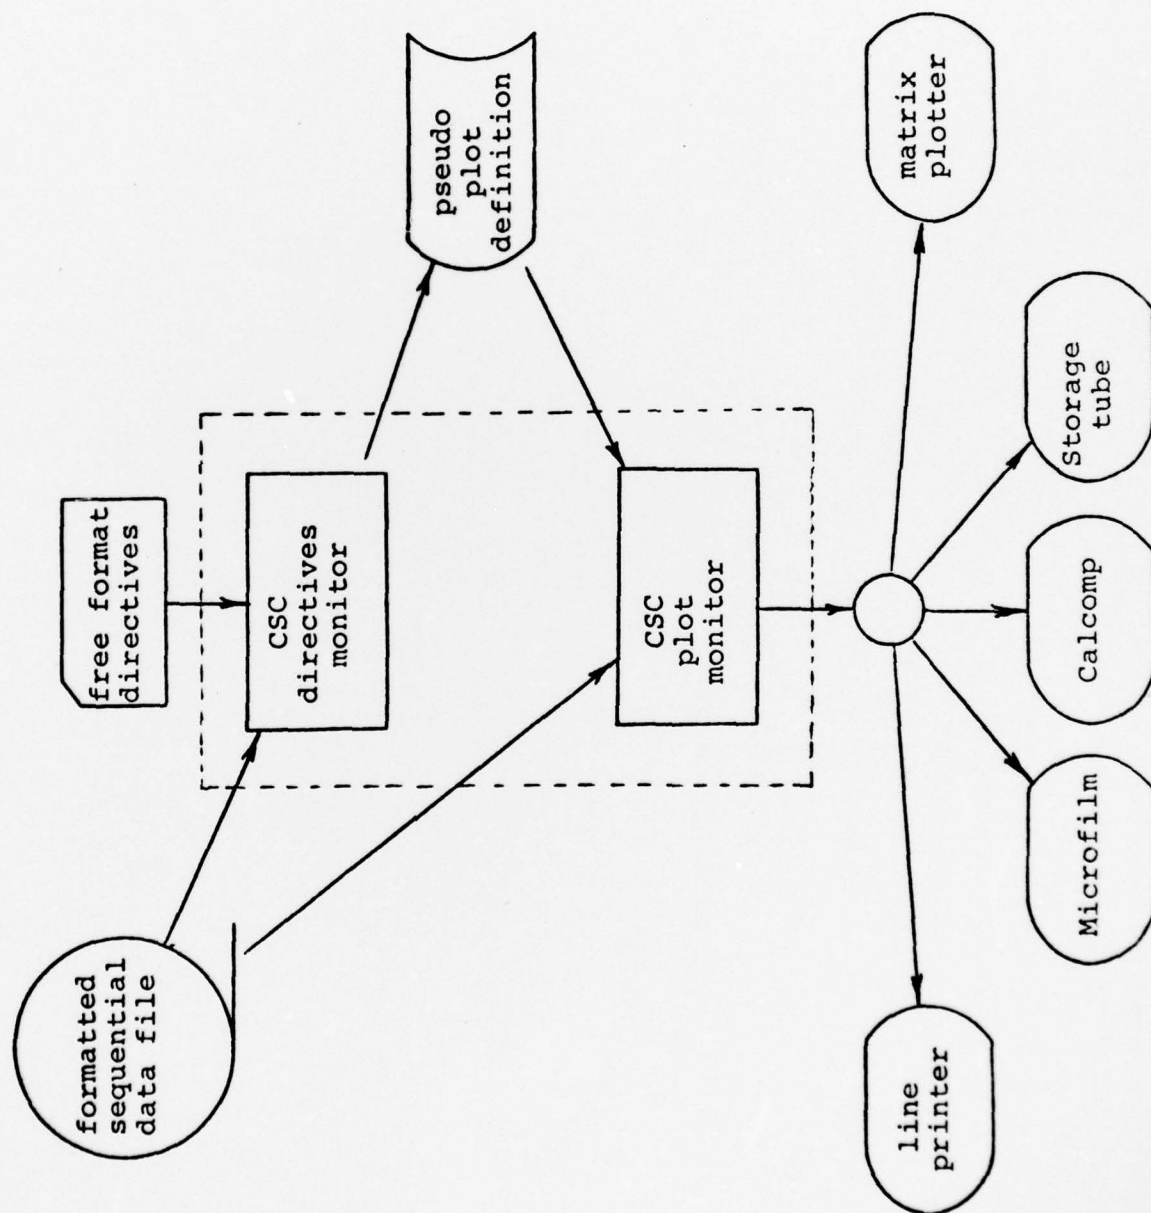 formatted
sequential
data file
free format
directives
CSC
directives
monitor
pseudo
plot
definition
CSC
plot
monitor
line
printer
Microfilm
Calcomp
Storage
tube
matrix
plotter